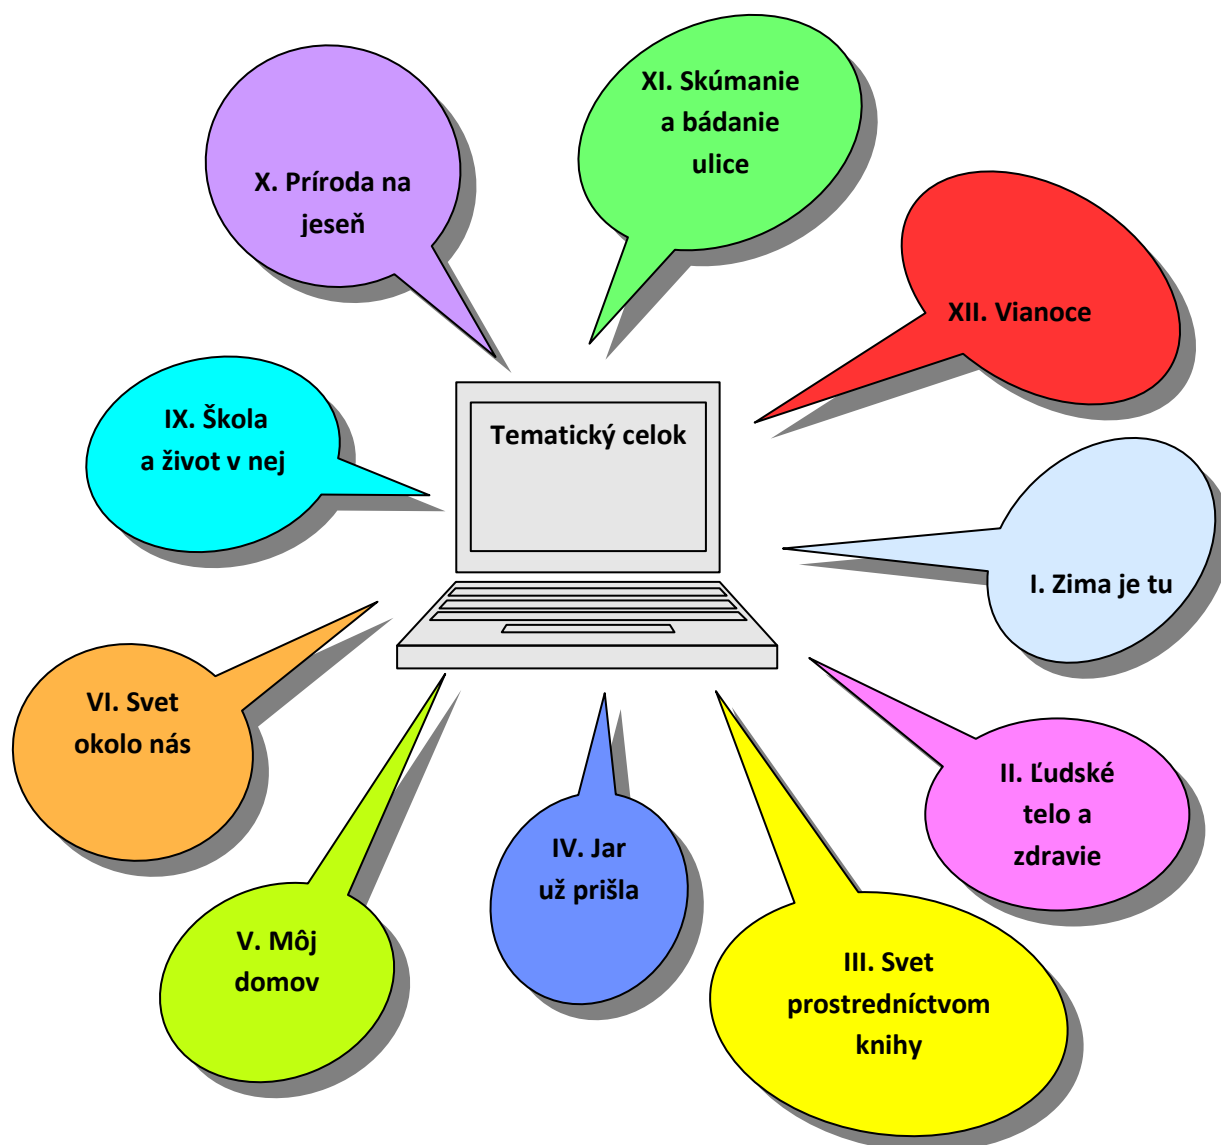 XI. Skúmanie
a bádanie
ulice
X. Príroda na
jeseň
XII. Vianoce
IX. Škola
a život v nej
Tematický celok
I. Zima je tu
VI. Svet
okolo nás
II. Ľudské
telo a
zdravie
IV. Jar
už prišla
V. Môj
domov
III. Svet
prostredníctvom
knihy